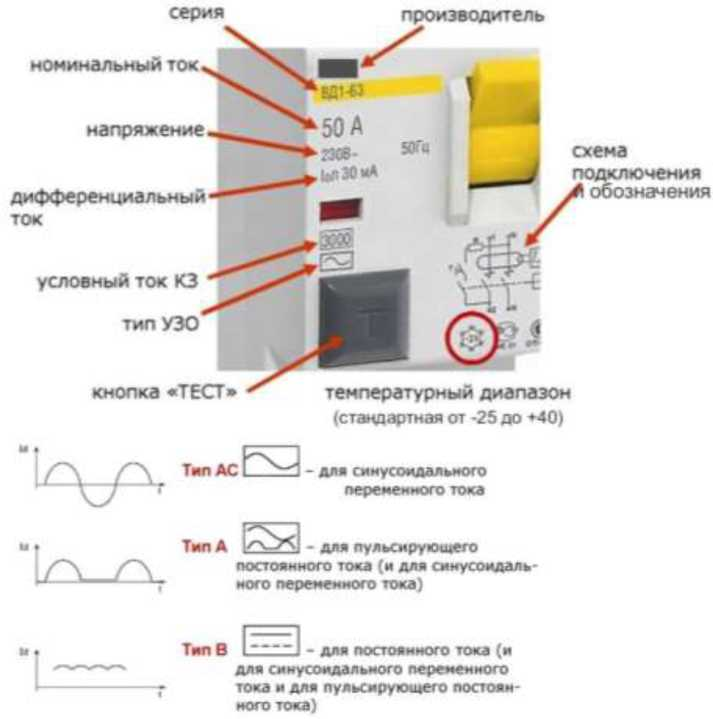 серия
производитель
номинальный ток
ВД1-63
50 А
напряжение
230В~ 50Гц
схема
подключения
и обозначения
30 мА
дифференциальный
ток
3000
условный ток КЗ
тип УЗО
-25
кнопка «ТЕСТ»
температурный диапазон
(стандартная от -25 до +40)
Тип АС – для синусоидального
переменного тока
t
Тип А – для пульсирующего
постоянного тока (и для синусоидаль-
ного переменного тока)
t
Тип В – для постоянного тока (и
для синусоидального переменного
тока и для пульсирующего постоян-
ного тока)
t